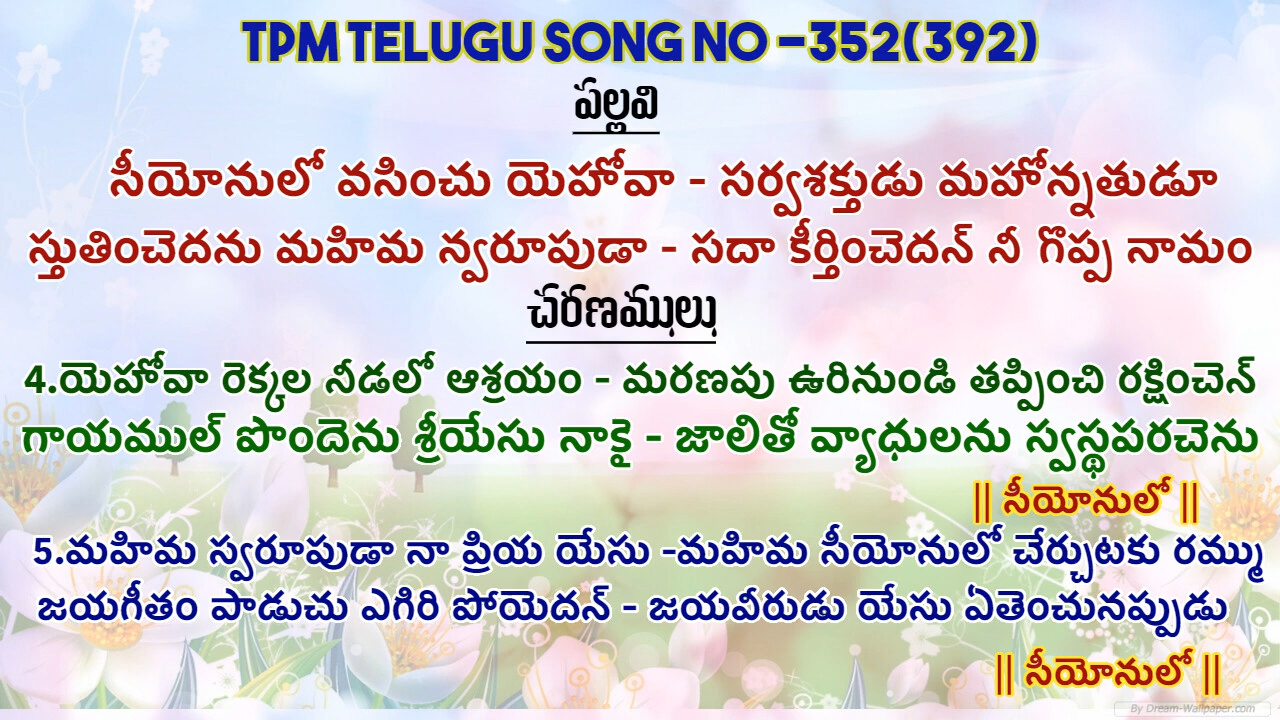 TPM TELUGU SONG NO -352(392)
పల్లవి
సీయోనులో వసించు యెహోవా - సర్వశక్తుడు మహోన్నతుడూ
స్తుతించెదను మహిమ న్వరూపుడా - సదా కీర్తించెదన్ నీ గొప్ప నామం
చరణములు
4.యెహోవా రెక్కల నీడలో ఆశ్రయం - మరణపు ఉరినుండి తప్పించి రక్షించెన్
గాయముల్ పొందెను శ్రీయేసు నాకై - జాలితో వ్యాధులను స్వస్థపరచెను
|| సీయోనులో ||
5.మహిమ స్వరూపుడా నా ప్రియ యేసు -మహిమ సీయోనులో చేర్చుటకు రమ్ము
జయగీతం పాడుచు ఎగిరి పోయెదన్ - జయవీరుడు యేసు ఏతెంచునప్పుడు
|| సీయోనులో ||
By Dream-Wallpaper.com